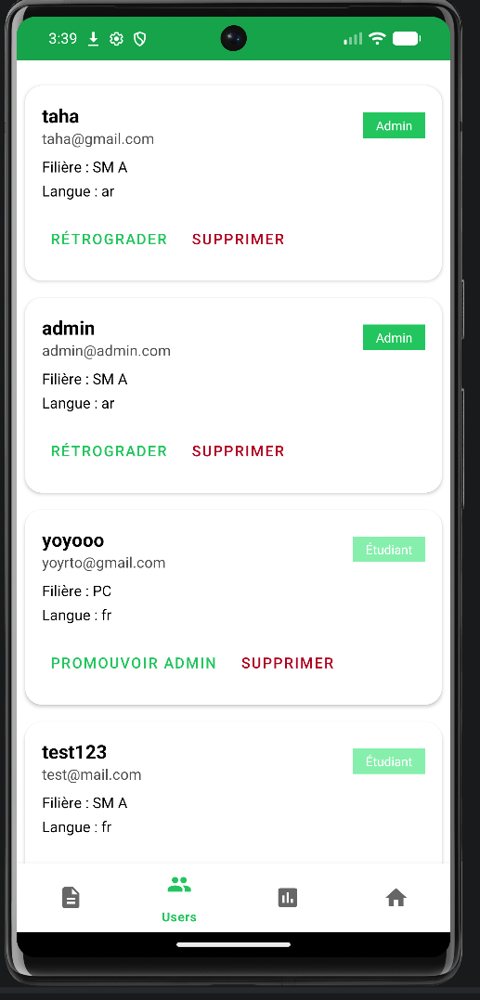 3:39
taha
Admin
taha@gmail.com
Filière : SM A
Langue : ar
RÉTROGRADER SUPPRIMER
admin
Admin
admin@admin.com
Filière : SM A
Langue : ar
RÉTROGRADER SUPPRIMER
yoyooo
Étudiant
yoyrto@gmail.com
Filière : PC
Langue : fr
PROMOUVOIR ADMIN SUPPRIMER
test123
Étudiant
test@mail.com
Filière : SM A
Langue : fr
Users